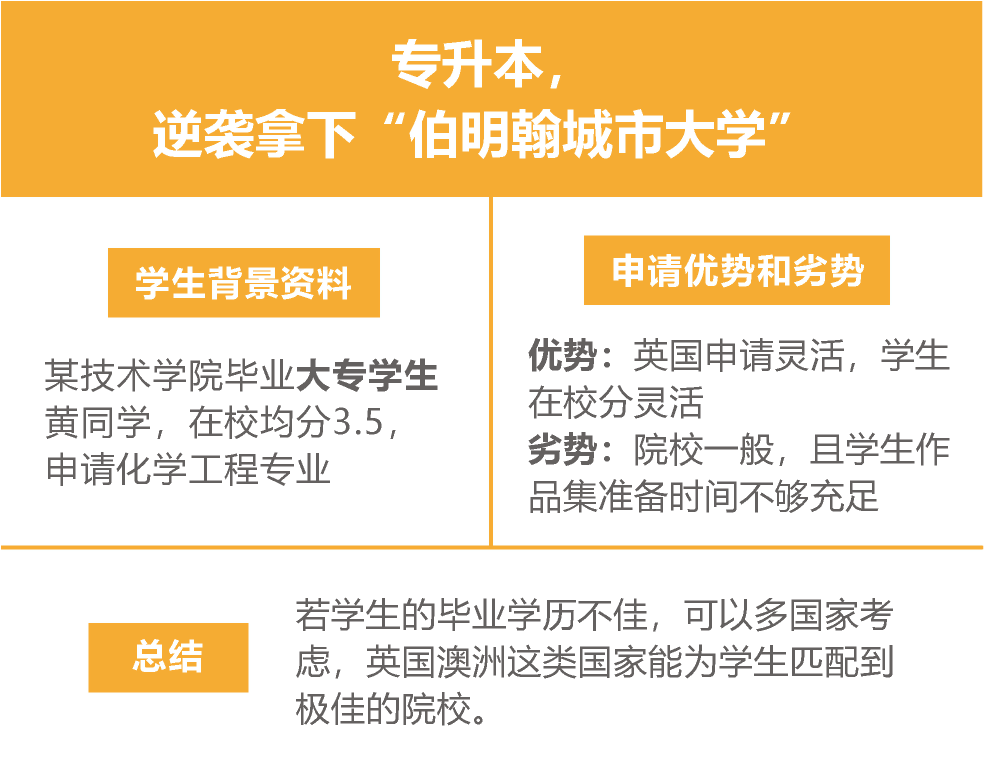 专升本，
逆袭拿下“伯明翰城市大学”
学生背景资料
某技术学院毕业大专学生
黄同学，在校均分3.5，
申请化学工程专业
申请优势和劣势
优势：英国申请灵活，学生
在校分灵活
劣势：院校一般，且学生作
品集准备时间不够充足
总结
若学生的毕业学历不佳，可以多国家考
虑，英国澳洲这类国家能为学生匹配到
极佳的院校。